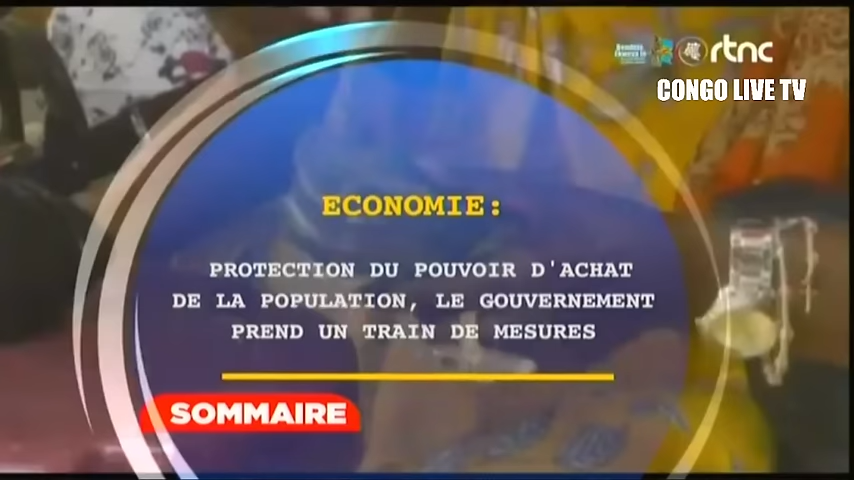 rtnc
CONGO LIVE TV
ECONOMIE:
PROTECTION DU POUVOIR D'ACHAT
DE LA POPULATION, LE GOUVERNEMENT
PREND UN TRAIN DE MESURES
SOMMAIRE